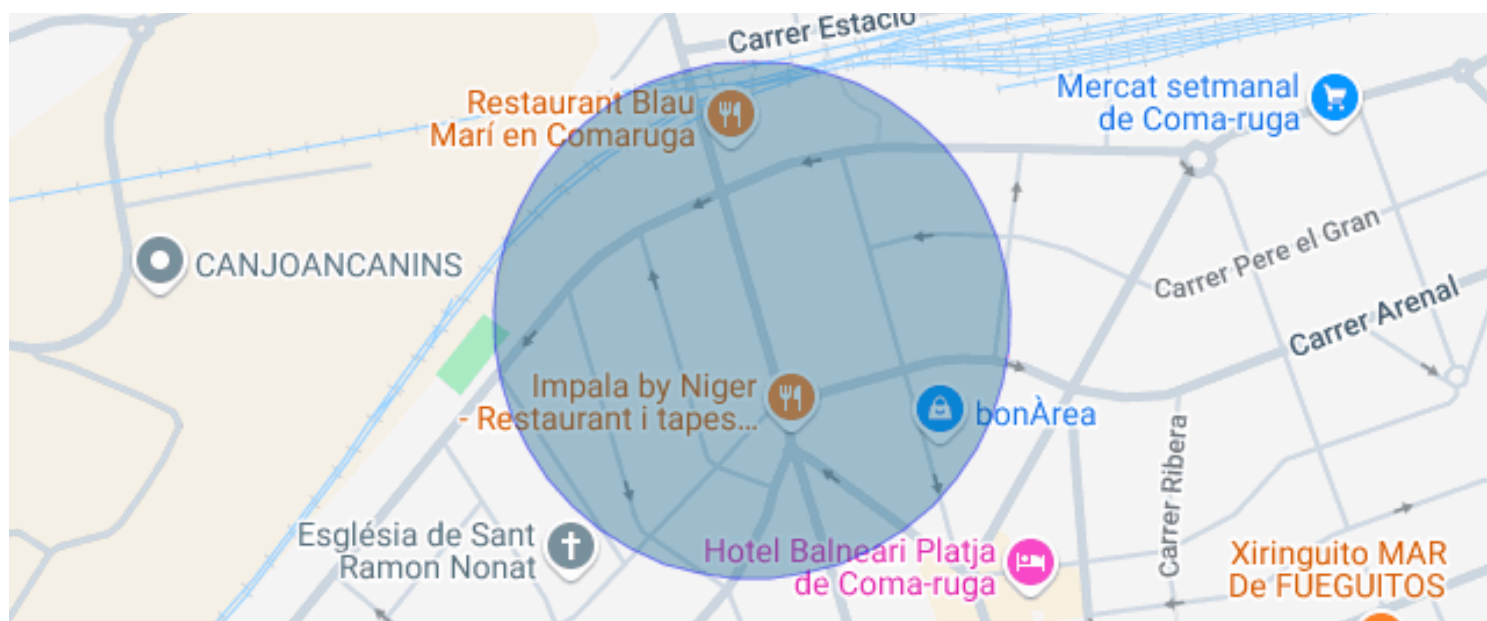 Carrer Estació
Restaurant Blau
Marí en Comaruga
Mercat setmanal
de Coma-ruga
CANJOANCANINS
Carrer Pere el Gran
Carrer Arenal
Impala by Niger
- Restaurant i tapes...
bonÀrea
Carrer Ribera
Església de Sant
Ramon Nonat
Hotel Balneari Platja
de Coma-ruga
Xiringuito MAR
De FUEGUITOS